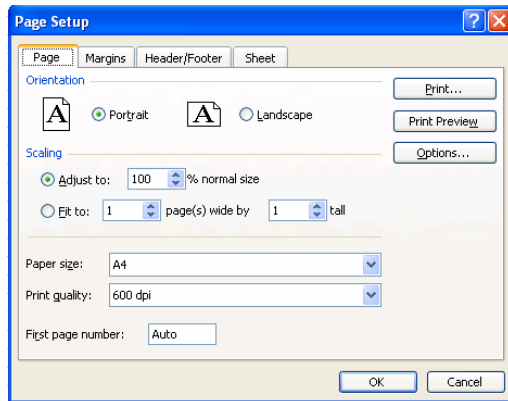 Page Setup
Page Margins Header/Footer Sheet
Orientation
Print...
A Portrait A Landscape
Print Preview
Scaling
Options...
Adjust to: 100 % normal size
Fit to: 1 page(s) wide by 1 tall
Paper size: A4
Print quality: 600 dpi
First page number: Auto
OK Cancel